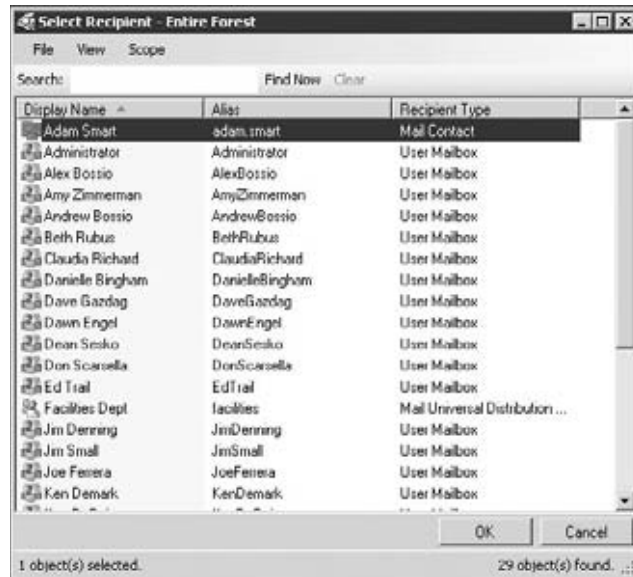 Select Recipient - Entire Forest
File View Scope
Search: Find Now Clear
Display Name Alias Recipient Type
Adam Smart adam.smart Mail Contact
Administrator Administrator User Mailbox
Alex Bossio AlexBossio User Mailbox
Amy Zimmerman AmyZimmerman User Mailbox
Andrew Bossio AndrewBossio User Mailbox
Beth Rubus BethRubus User Mailbox
Claudia Richard ClaudiaRichard User Mailbox
Danielle Bingham DanielleBingham User Mailbox
Dave Gazdag DaveGazdag User Mailbox
Dawn Engel DawnEngel User Mailbox
Dean Sesko DeanSesko User Mailbox
Don Scarsella DonScarsella User Mailbox
Ed Trail EdTrail User Mailbox
Facilities Dept facilities Mail Universal Distribution ...
Jim Denning JimDenning User Mailbox
Jim Small JimSmall User Mailbox
Joe Ferrera JoeFerrera User Mailbox
Ken Demark KenDemark User Mailbox
OK Cancel
1 object(s) selected. 29 object(s) found.